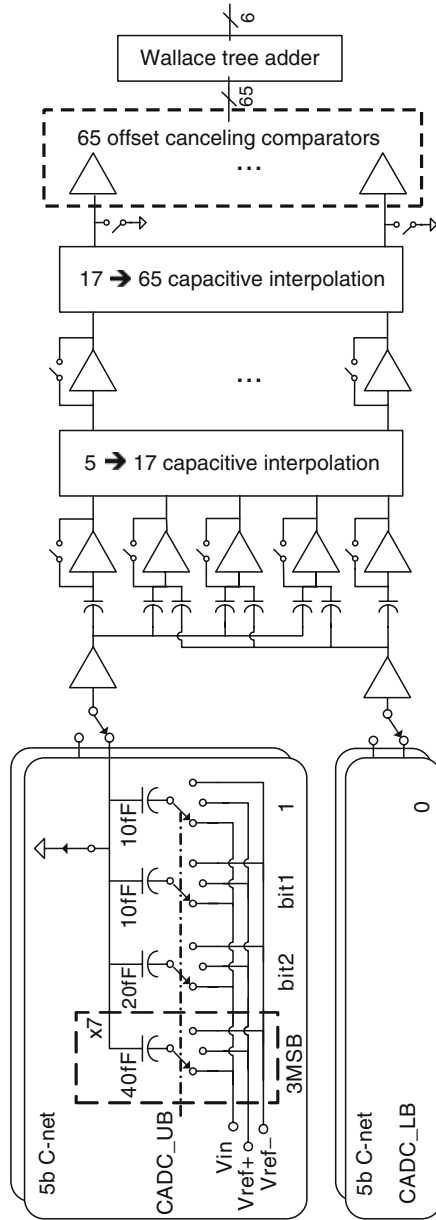 6
Wallace tree adder
65
65 offset canceling comparators
...
17 ➔ 65 capacitive interpolation
...
5 ➔ 17 capacitive interpolation
5b C-net
x7
40fF
20fF
10fF
10fF
CADC_UB
Vin
Vref+
Vref−
3MSB
bit2
bit1
1
5b C-net
CADC_LB
0